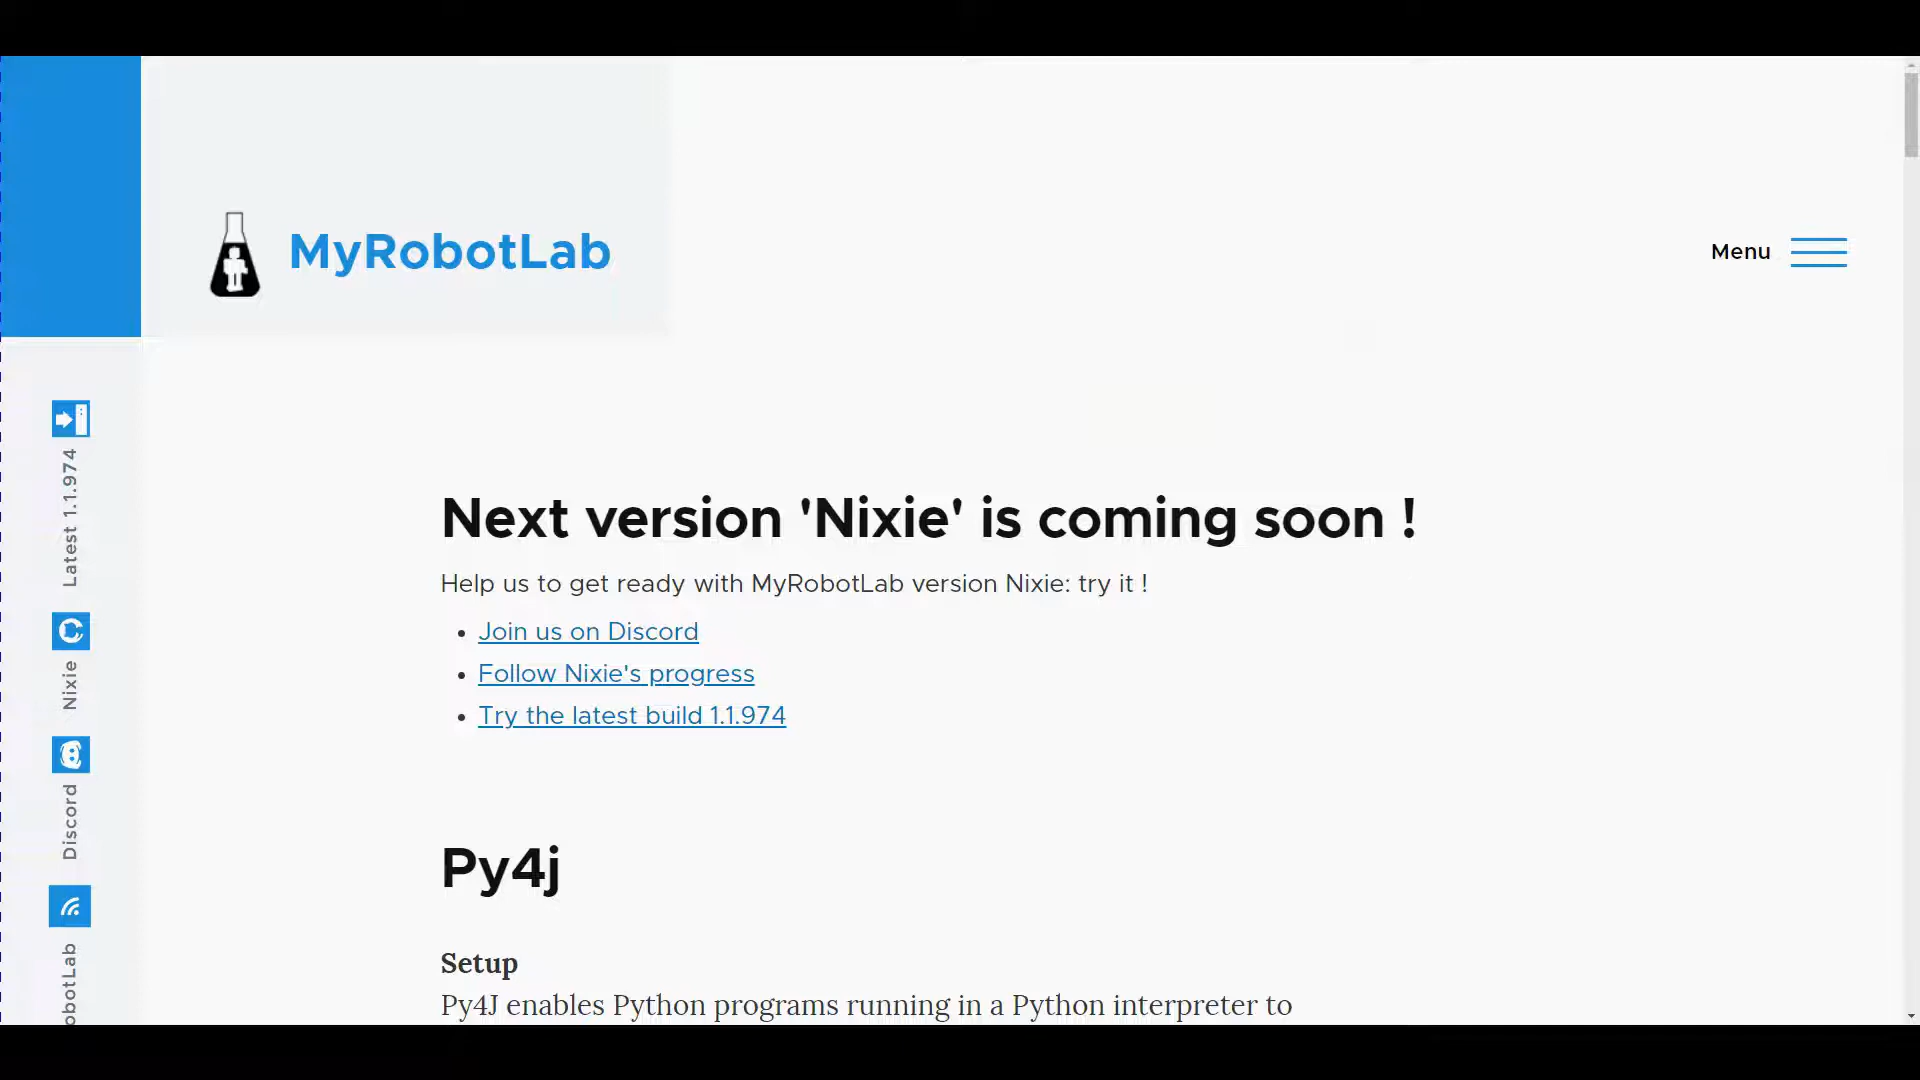 MyRobotLab
Menu
Latest 1.1.974
Nixie
Discord
obotLab
Next version 'Nixie' is coming soon !
Help us to get ready with MyRobotLab version Nixie: try it !
Join us on Discord
Follow Nixie's progress
Try the latest build 1.1.974
Py4j
Setup
Py4J enables Python programs running in a Python interpreter to